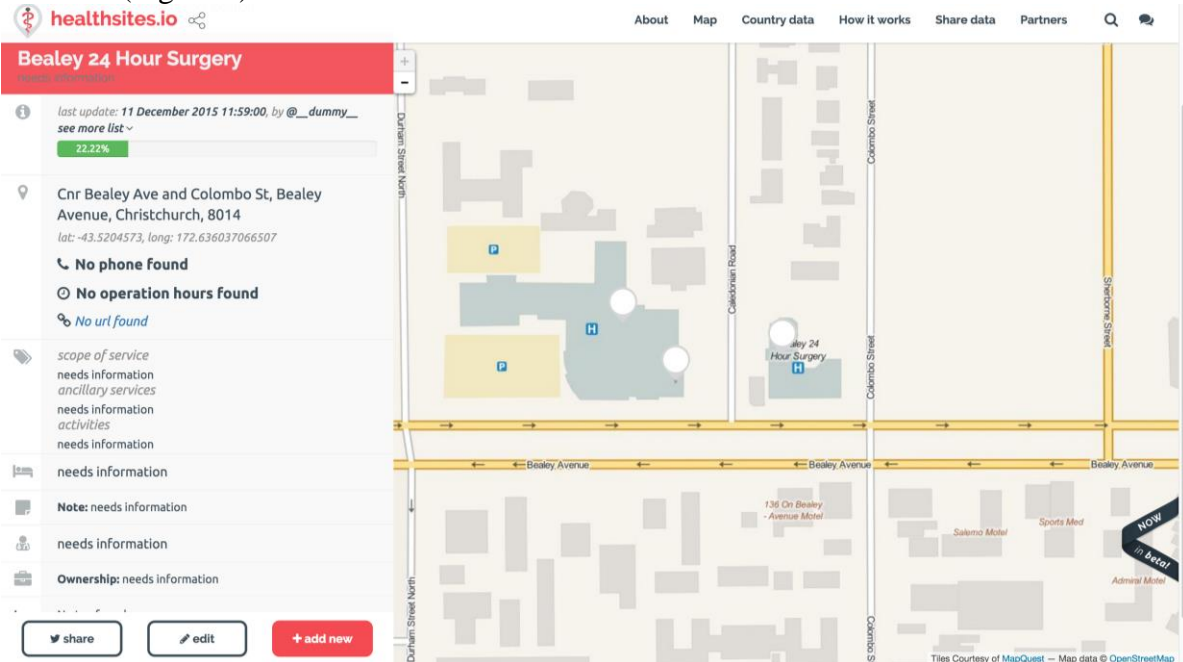 healthsites.io
About Map Country data How it works Share data Partners
Bealey 24 Hour Surgery
needs information
last update: 11 December 2015 11:59:00, by @__dummy__
see more list
22.22%
Cnr Bealey Ave and Colombo St, Bealey
Avenue, Christchurch, 8014
lat: -43.5204573, long: 172.636037066507
No phone found
No operation hours found
No url found
scope of service
needs information
ancillary services
needs information
activities
needs information
needs information
Note: needs information
needs information
Ownership: needs information
share
edit
+ add new
+
-
Durham Street North
Colombo Street
Caledonian Road
Sherborne Street
P
H
P
aley 24
Hour Surgery
H
Colombo Street
Bealey Avenue
Bealey Avenue
Bealey Avenue
136 On Bealey
- Avenue Motel
Salerno Motel
Sports Med
Admiral Motel
NOW
in beta!
Durham Street North
Colombo S
Tiles Courtesy of MapQuest — Map data © OpenStreetMap